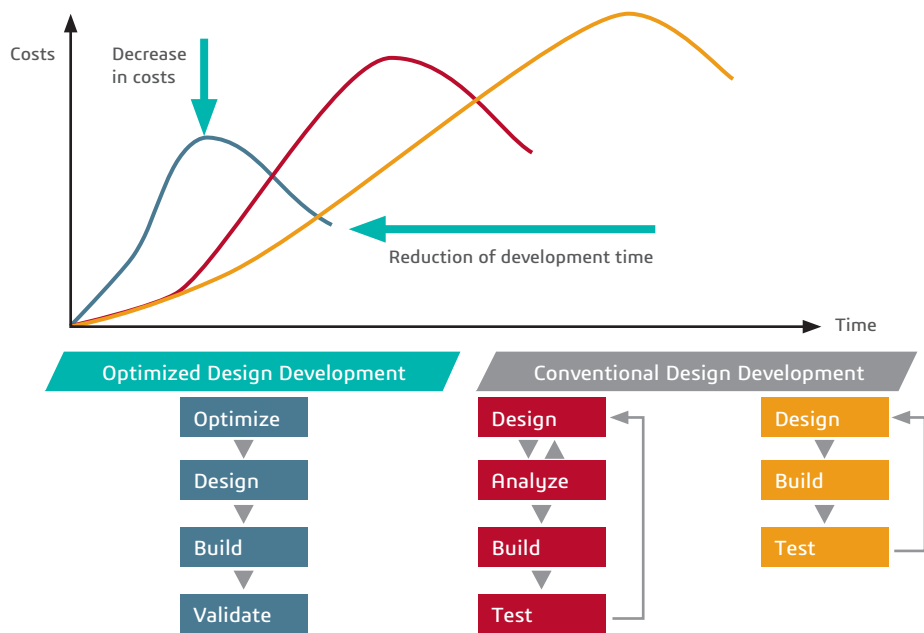 Costs
Decrease
in costs
Reduction of development time
Time
Optimized Design Development
Conventional Design Development
Optimize
Design
Build
Validate
Design
Analyze
Build
Test
Design
Build
Test